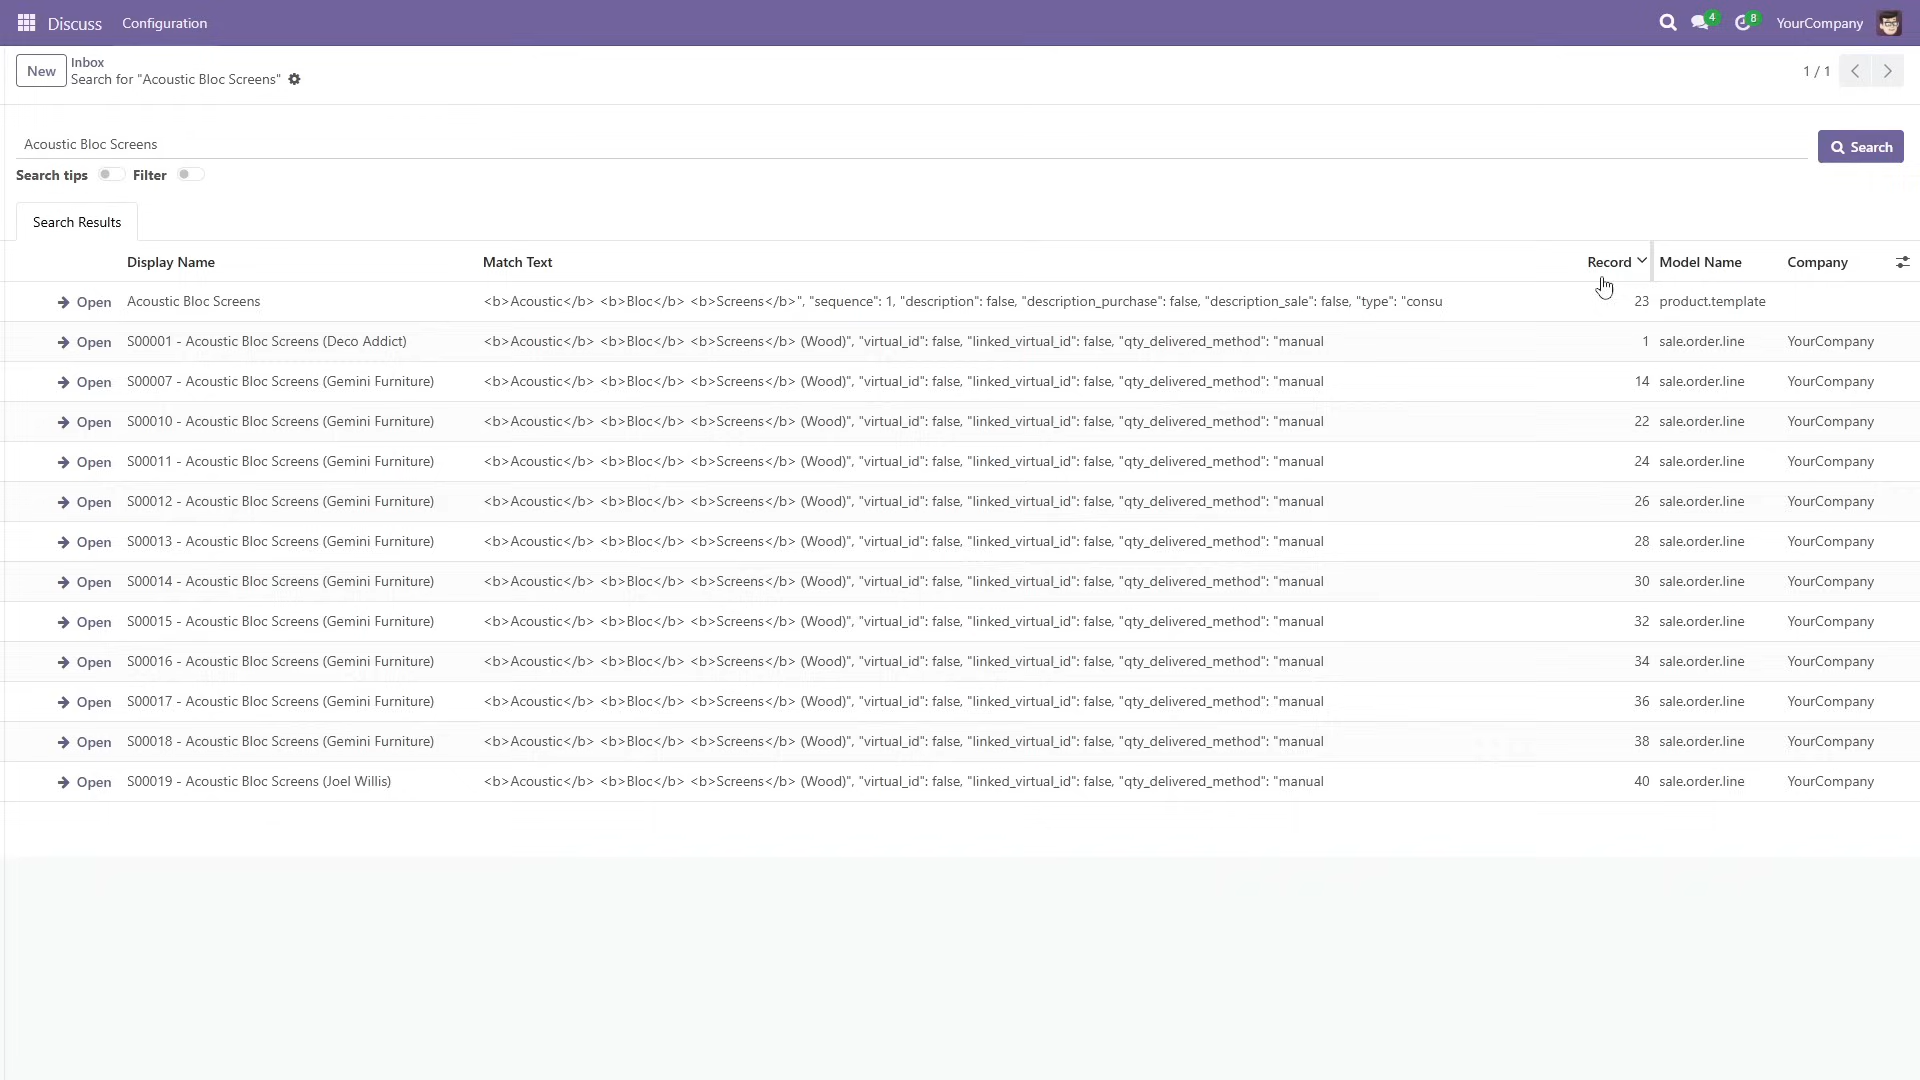 Discuss Configuration 4 8 YourCompany
New Inbox
Search for "Acoustic Bloc Screens" 1 / 1
Acoustic Bloc Screens Search
Search tips Filter
Search Results
Display Name Match Text Record Model Name Company
Open Acoustic Bloc Screens <b>Acoustic</b> <b>Bloc</b> <b>Screens</b>", "sequence": 1, "description": false, "description_purchase": false, "description_sale": false, "type": "consu 23 product.template
Open S00001 - Acoustic Bloc Screens (Deco Addict) <b>Acoustic</b> <b>Bloc</b> <b>Screens</b> (Wood)", "virtual_id": false, "linked_virtual_id": false, "qty_delivered_method": "manual 1 sale.order.line YourCompany
Open S00007 - Acoustic Bloc Screens (Gemini Furniture) <b>Acoustic</b> <b>Bloc</b> <b>Screens</b> (Wood)", "virtual_id": false, "linked_virtual_id": false, "qty_delivered_method": "manual 14 sale.order.line YourCompany
Open S00010 - Acoustic Bloc Screens (Gemini Furniture) <b>Acoustic</b> <b>Bloc</b> <b>Screens</b> (Wood)", "virtual_id": false, "linked_virtual_id": false, "qty_delivered_method": "manual 22 sale.order.line YourCompany
Open S00011 - Acoustic Bloc Screens (Gemini Furniture) <b>Acoustic</b> <b>Bloc</b> <b>Screens</b> (Wood)", "virtual_id": false, "linked_virtual_id": false, "qty_delivered_method": "manual 24 sale.order.line YourCompany
Open S00012 - Acoustic Bloc Screens (Gemini Furniture) <b>Acoustic</b> <b>Bloc</b> <b>Screens</b> (Wood)", "virtual_id": false, "linked_virtual_id": false, "qty_delivered_method": "manual 26 sale.order.line YourCompany
Open S00013 - Acoustic Bloc Screens (Gemini Furniture) <b>Acoustic</b> <b>Bloc</b> <b>Screens</b> (Wood)", "virtual_id": false, "linked_virtual_id": false, "qty_delivered_method": "manual 28 sale.order.line YourCompany
Open S00014 - Acoustic Bloc Screens (Gemini Furniture) <b>Acoustic</b> <b>Bloc</b> <b>Screens</b> (Wood)", "virtual_id": false, "linked_virtual_id": false, "qty_delivered_method": "manual 30 sale.order.line YourCompany
Open S00015 - Acoustic Bloc Screens (Gemini Furniture) <b>Acoustic</b> <b>Bloc</b> <b>Screens</b> (Wood)", "virtual_id": false, "linked_virtual_id": false, "qty_delivered_method": "manual 32 sale.order.line YourCompany
Open S00016 - Acoustic Bloc Screens (Gemini Furniture) <b>Acoustic</b> <b>Bloc</b> <b>Screens</b> (Wood)", "virtual_id": false, "linked_virtual_id": false, "qty_delivered_method": "manual 34 sale.order.line YourCompany
Open S00017 - Acoustic Bloc Screens (Gemini Furniture) <b>Acoustic</b> <b>Bloc</b> <b>Screens</b> (Wood)", "virtual_id": false, "linked_virtual_id": false, "qty_delivered_method": "manual 36 sale.order.line YourCompany
Open S00018 - Acoustic Bloc Screens (Gemini Furniture) <b>Acoustic</b> <b>Bloc</b> <b>Screens</b> (Wood)", "virtual_id": false, "linked_virtual_id": false, "qty_delivered_method": "manual 38 sale.order.line YourCompany
Open S00019 - Acoustic Bloc Screens (Joel Willis) <b>Acoustic</b> <b>Bloc</b> <b>Screens</b> (Wood)", "virtual_id": false, "linked_virtual_id": false, "qty_delivered_method": "manual 40 sale.order.line YourCompany